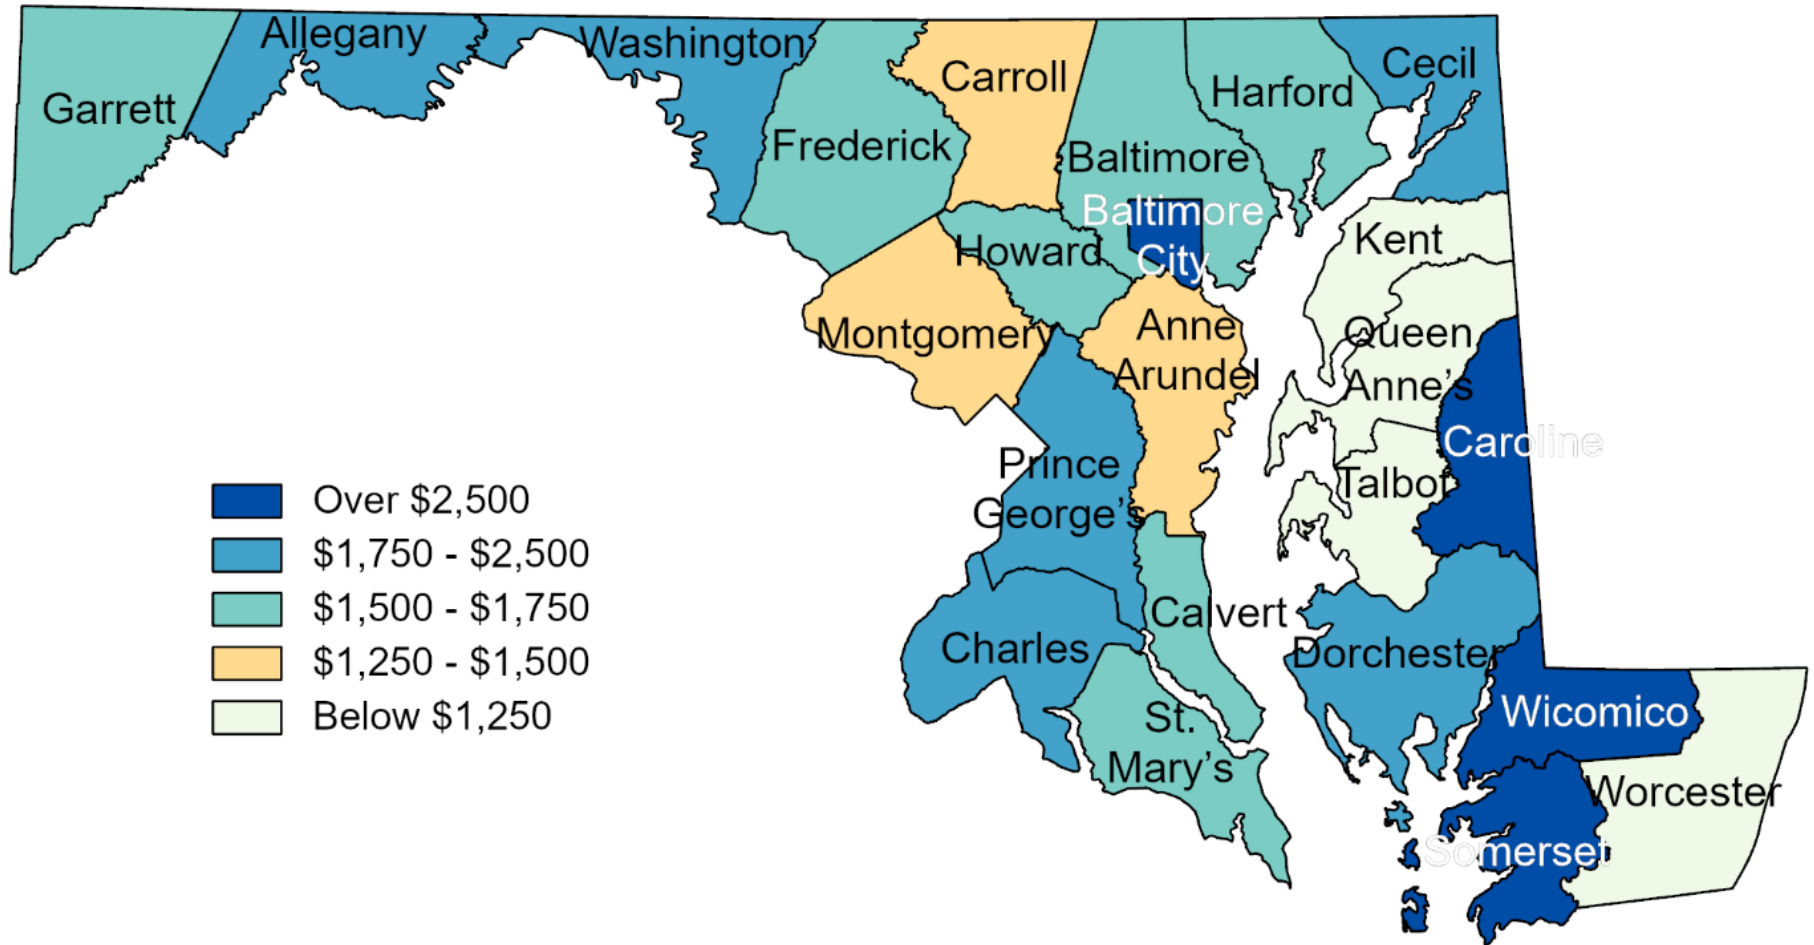 Allegany
Washington
Garrett
Frederick
Carroll
Harford
Cecil
Baltimore
Baltimore
City
Howard
Kent
Montgomery
Anne
Arundel
Queen
Anne’s
Caroline
Talbot
Prince
George’s
Over $2,500
$1,750 - $2,500
$1,500 - $1,750
$1,250 - $1,500
Below $1,250
Calvert
Charles
Dorchester
St.
Mary’s
Wicomico
Worcester
Somerset